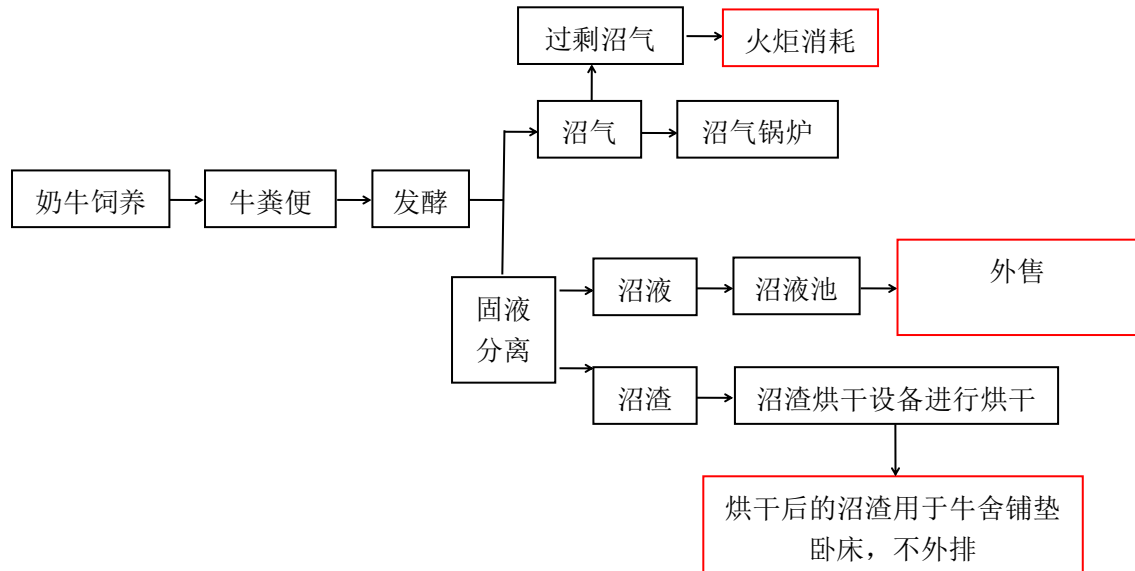 过剩沼气
火炬消耗
沼气
沼气锅炉
奶牛饲养
牛粪便
发酵
固液
分离
沼液
沼液池
外售
沼渣
沼渣烘干设备进行烘干
烘干后的沼渣用于牛舍铺垫
卧床，不外排